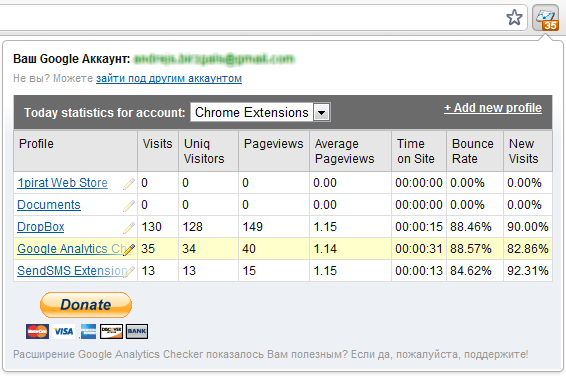 35
Ваш Google Аккаунт:
Не вы? Можете зайти под другим аккаунтом
Today statistics for account: Chrome Extensions + Add new profile
Profile Visits Uniq Visitors Pageviews Average Pageviews Time on Site Bounce Rate New Visits
1pirat Web Store 0 0 0 0.00 00:00:00 0.00% 0.00%
Documents 0 0 0 0.00 00:00:00 0.00% 0.00%
DropBox 130 128 149 1.15 00:00:15 88.46% 90.00%
Google Analytics Ch 35 34 40 1.14 00:00:31 88.57% 82.86%
SendSMS Extension 13 13 15 1.15 00:00:13 84.62% 92.31%
Donate
MasterCard VISA DISCOVER BANK
Расширение Google Analytics Checker показалось Вам полезным? Если да, пожалуйста, поддержите!